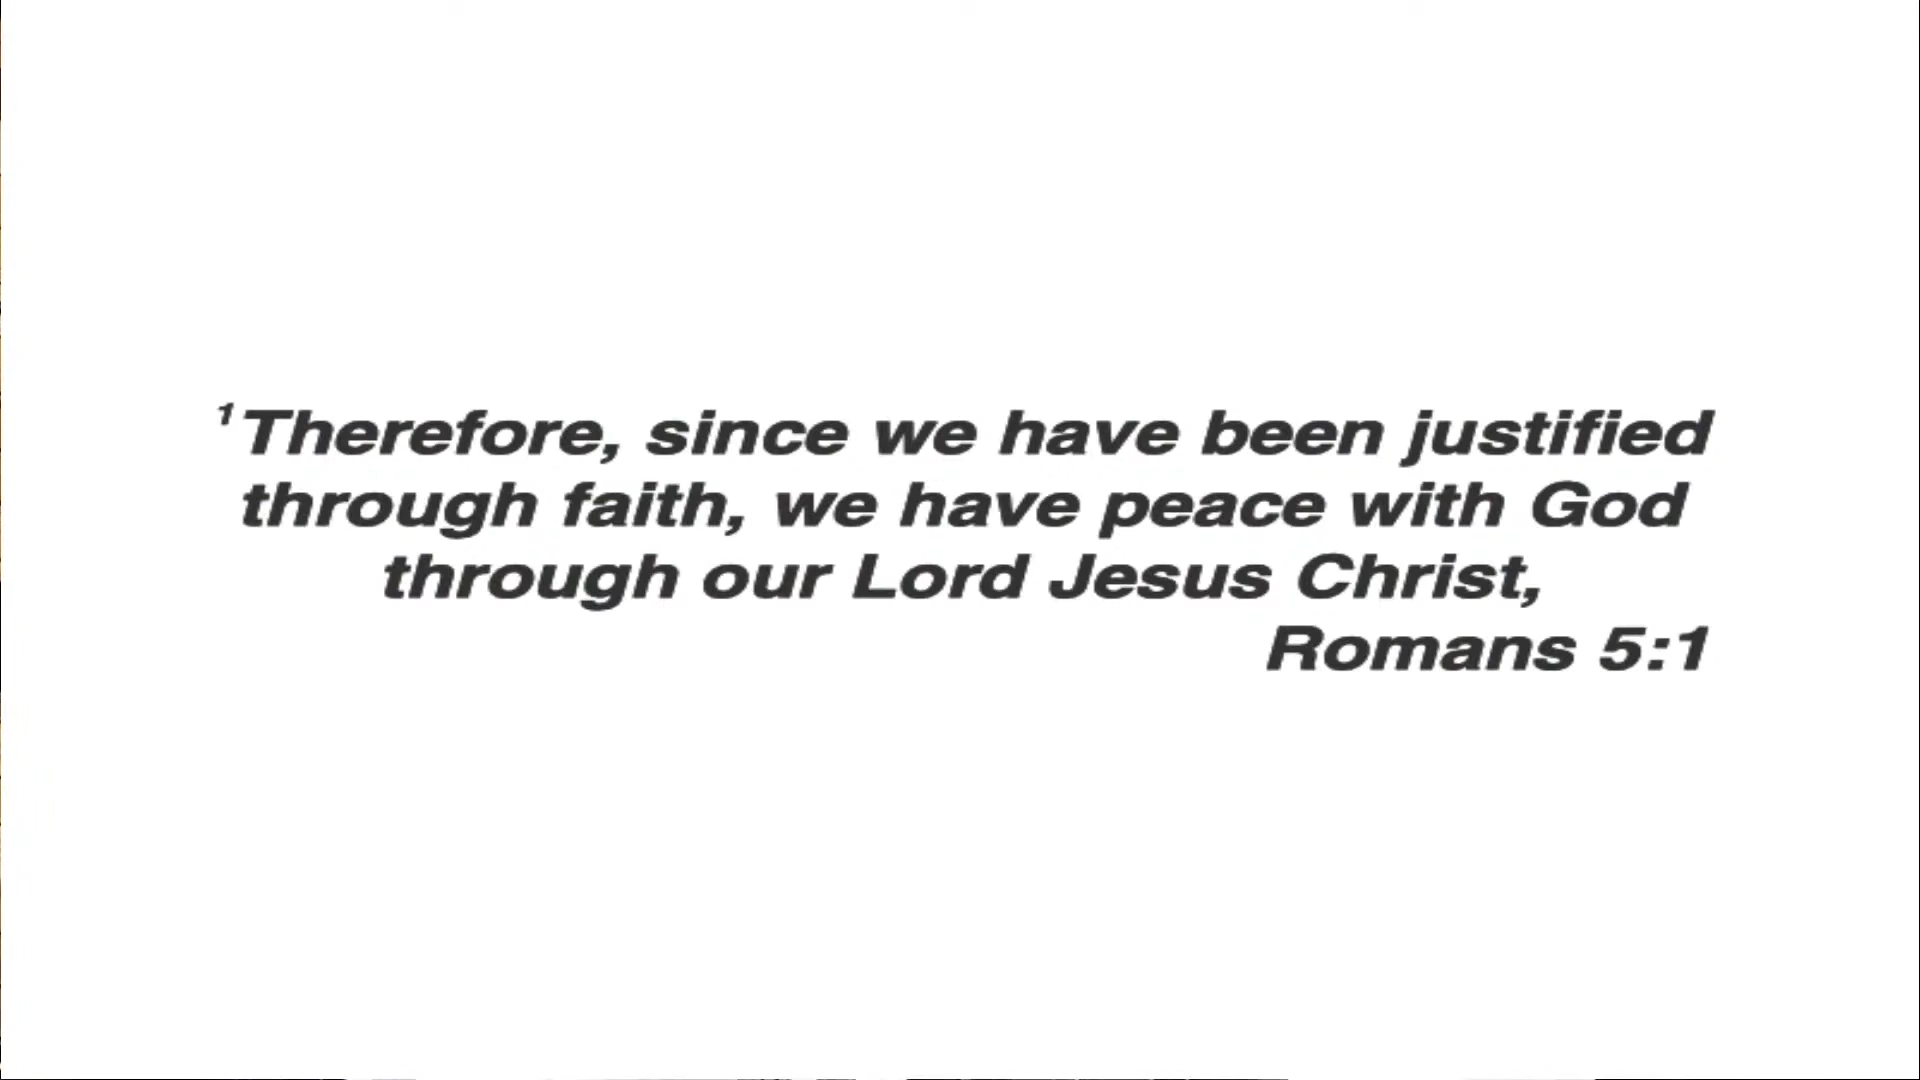 ¹Therefore, since we have been justified
through faith, we have peace with God
through our Lord Jesus Christ,
Romans 5:1